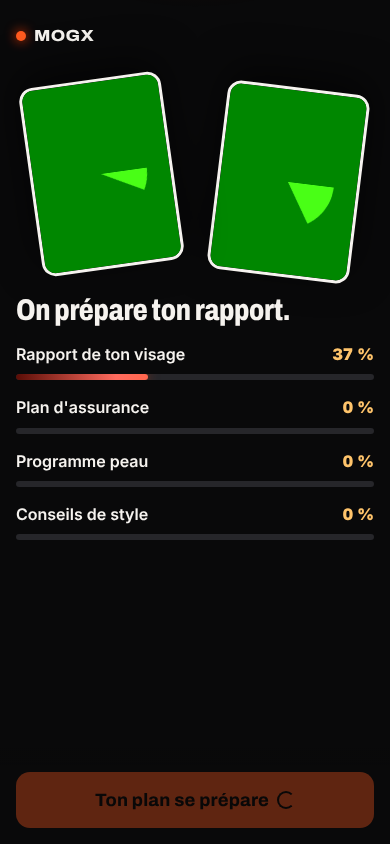 MOGX
On prépare ton rapport.
Rapport de ton visage 37 %
Plan d'assurance 0 %
Programme peau 0 %
Conseils de style 0 %
Ton plan se prépare